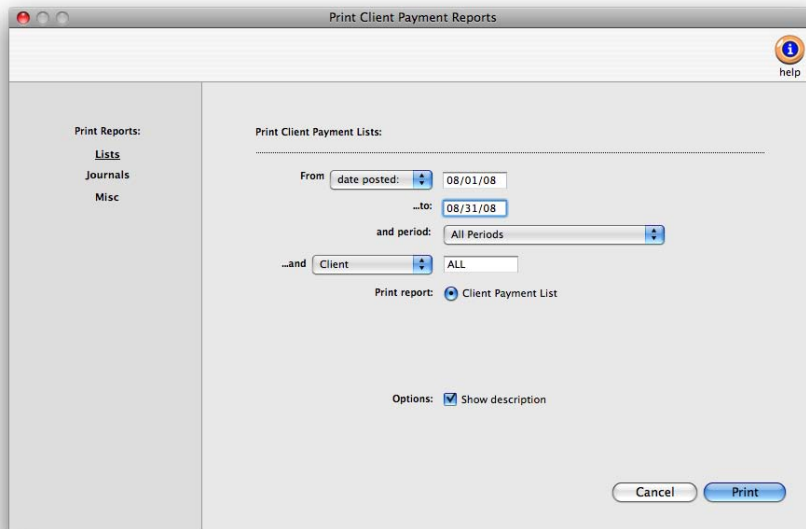 Print Client Payment Reports
help
Print Reports:
Lists
Journals
Misc
Print Client Payment Lists:
From date posted: 08/01/08
...to: 08/31/08
and period: All Periods
...and Client ALL
Print report: Client Payment List
Options: Show description
Cancel Print